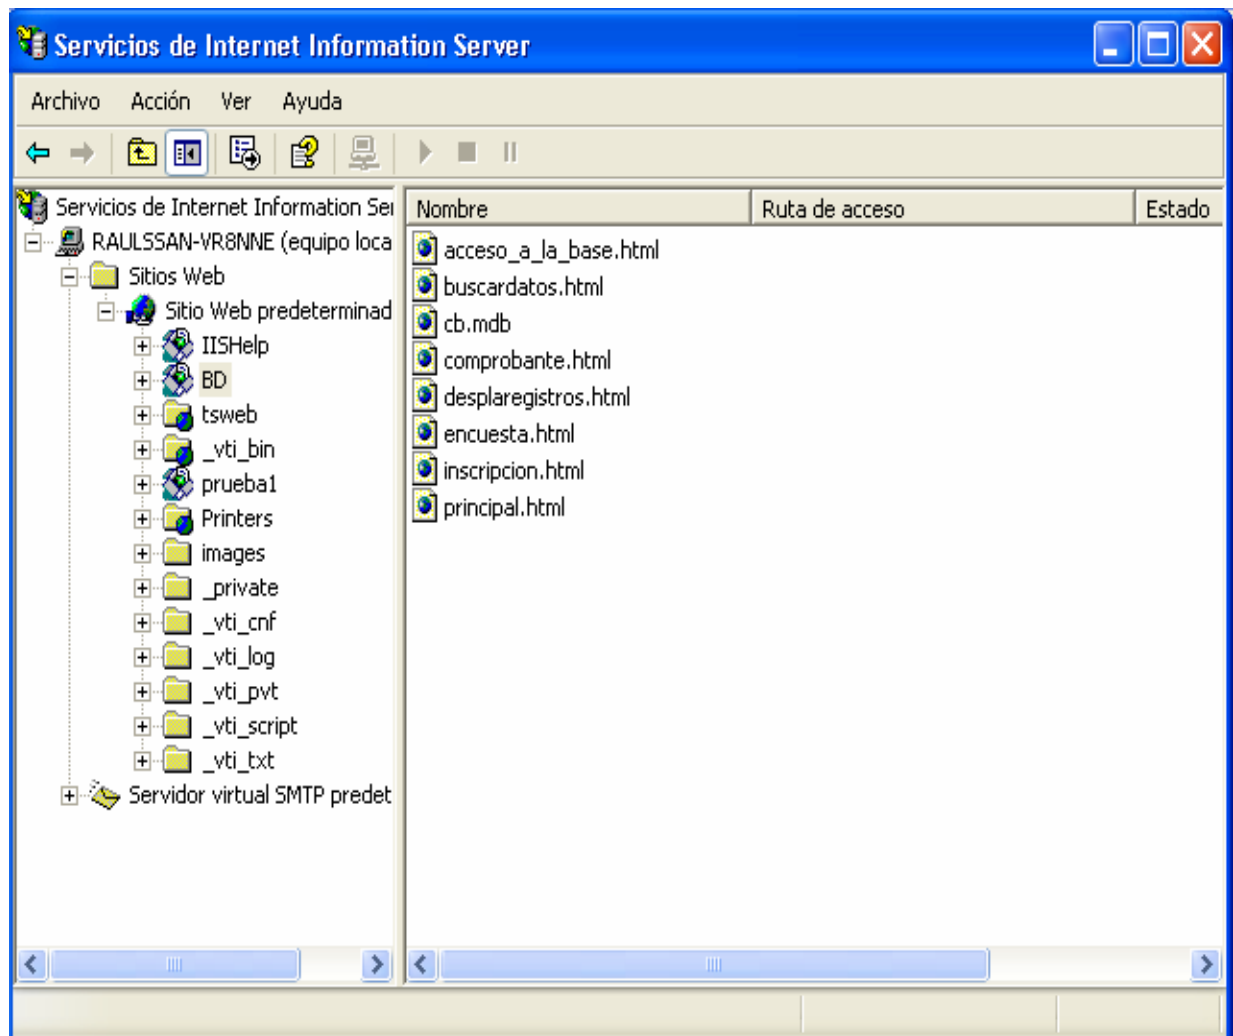 Servicios de Internet Information Server
Archivo Acción Ver Ayuda
Servicios de Internet Information Ser
RAULSSAN-VR8NNE (equipo loca
Sitios Web
Sitio Web predeterminad
IISHelp
BD
tsweb
_vti_bin
prueba1
Printers
images
_private
_vti_cnf
_vti_log
_vti_pvt
_vti_script
_vti_txt
Servidor virtual SMTP predet
Nombre Ruta de acceso Estado
acceso_a_la_base.html
buscardatos.html
cb.mdb
comprobante.html
desplaregistros.html
encuesta.html
inscripcion.html
principal.html